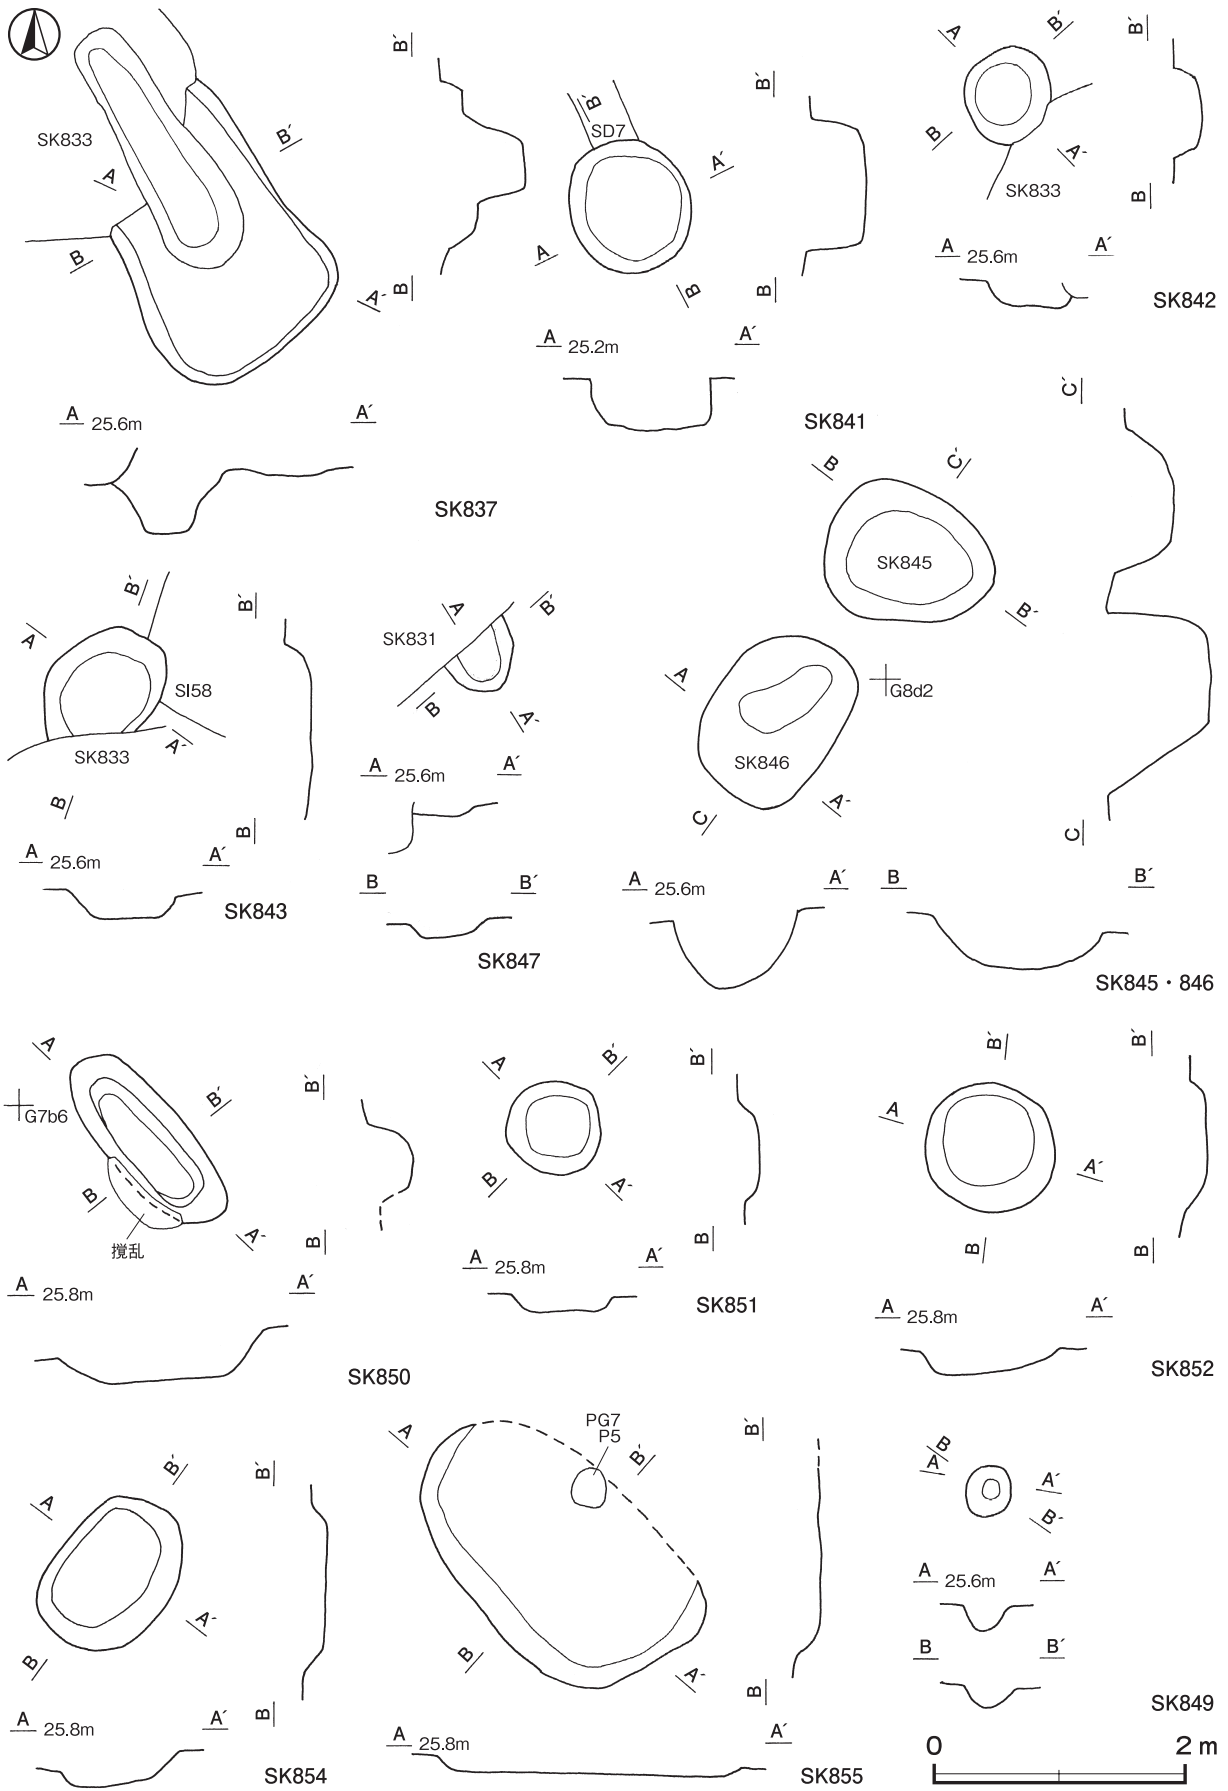 SK833
A
B
B´
A´
B´
B
A 25.6m A´
SK837
B´
SD7
A´
A
B
B´
B
A 25.2m A´
SK841
A
B´
B
A´
SK833
B´
B
A 25.6m A´
SK842
B´
A
SI58
SK833
A´
B
B´
B
A 25.6m A´
SK843
A
B´
SK831
B
A´
A 25.6m A´
B B´
SK847
B
C´
SK845
B´
A
G8d2
SK846
A´
C
C´
C
A 25.6m A´
B B´
SK845・846
A
G7b6
B´
B
A´
撹乱
B´
B
A 25.8m A´
SK850
A
B´
B
A´
B´
B
A 25.8m A´
SK851
B´
A
A´
B
B´
B
A 25.8m A´
SK852
B´
A
A´
B
B´
B
A 25.8m A´
SK854
A
PG7
P5
B´
B
A´
B´
B
A 25.8m A´
SK855
B
A
A´
B´
A 25.6m A´
B B´
SK849
0 2 m